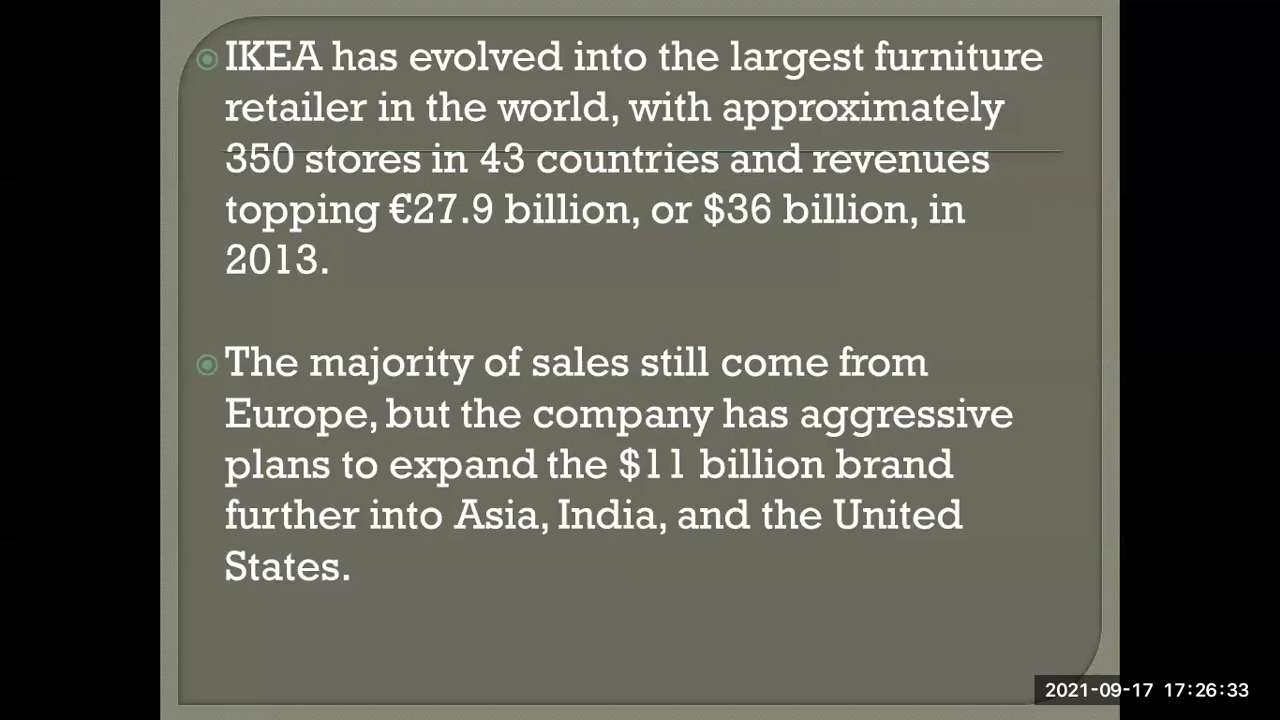 IKEA has evolved into the largest furniture
retailer in the world, with approximately
350 stores in 43 countries and revenues
topping €27.9 billion, or $36 billion, in
2013.
The majority of sales still come from
Europe, but the company has aggressive
plans to expand the $11 billion brand
further into Asia, India, and the United
States.
2021-09-17 17:26:33